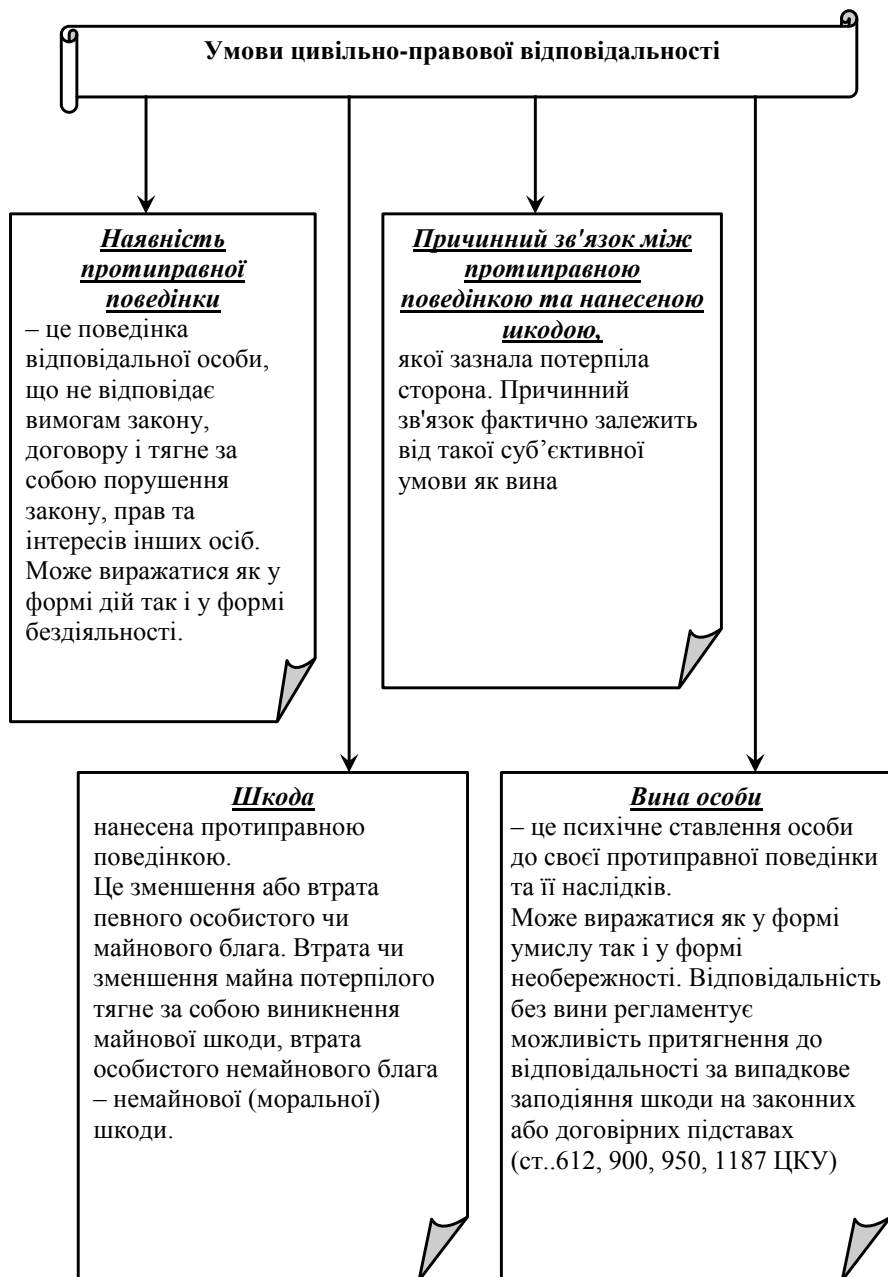 Умови цивільно-правової відповідальності
Наявність
протиправної
поведінки
– це поведінка
відповідальної особи,
що не відповідає
вимогам закону,
договору і тягне за
собою порушення
закону, прав та
інтересів інших осіб.
Може виражатися як у
формі дій так і у формі
бездіяльності.
Причинний зв'язок між
протиправною
поведінкою та нанесеною
шкодою,
якої зазнала потерпіла
сторона. Причинний
зв'язок фактично залежить
від такої суб’єктивної
умови як вина
Шкода
нанесена протиправною
поведінкою.
Це зменшення або втрата
певного особистого чи
майнового блага. Втрата чи
зменшення майна потерпілого
тягне за собою виникнення
майнової шкоди, втрата
особистого немайнового блага
– немайнової (моральної)
шкоди.
Вина особи
– це психічне ставлення особи
до своєї протиправної поведінки
та її наслідків.
Може виражатися як у формі
умислу так і у формі
необережності. Відповідальність
без вини регламентує
можливість притягнення до
відповідальності за випадкове
заподіяння шкоди на законних
або договірних підставах
(ст..612, 900, 950, 1187 ЦКУ)